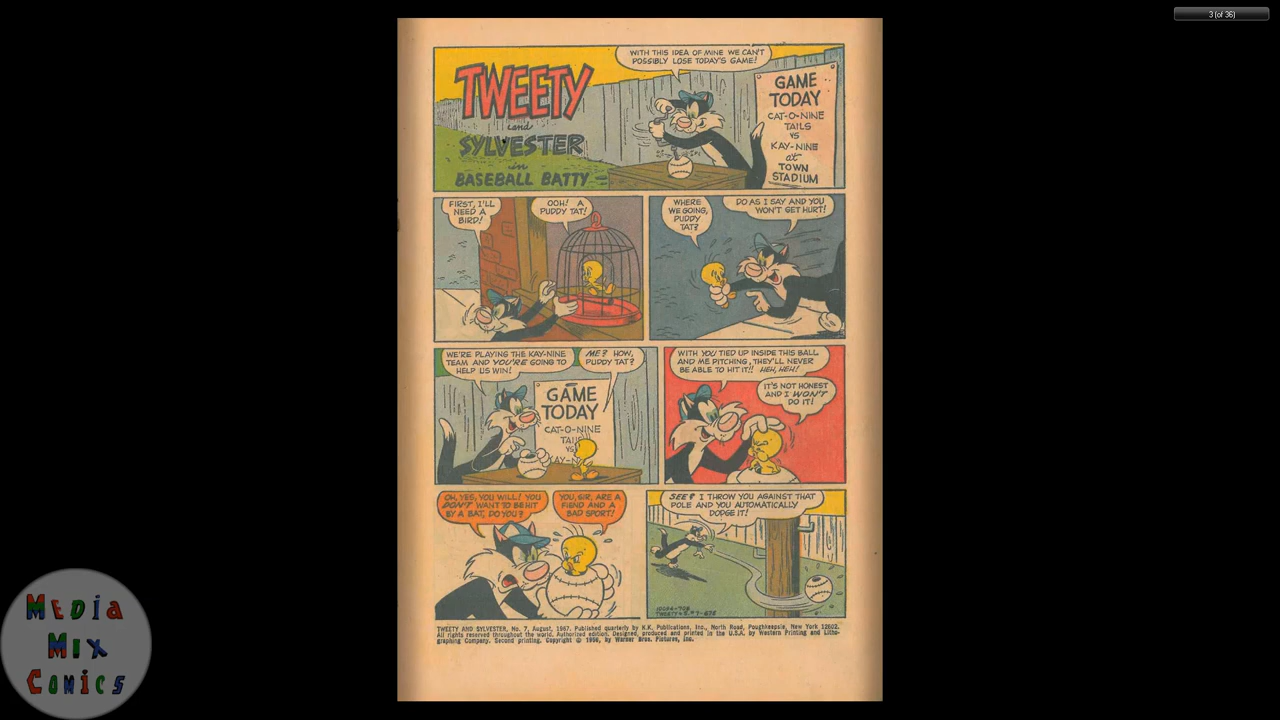 3 (of 36)
WITH THIS IDEA OF MINE WE CAN'T
POSSIBLY LOSE TODAY'S GAME!
TWEETY
and
SYLVESTER
in
BASEBALL BATTY
GAME
TODAY
CAT-O-NINE
TAILS
VS
KAY-NINE
at
TOWN
STADIUM
FIRST, I'LL
NEED A
BIRD!
OOH! A
PUDDY TAT!
WHERE
WE GOING,
PUDDY
TAT?
DO AS I SAY AND YOU
WON'T GET HURT!
WE'RE PLAYING THE KAY-NINE
TEAM AND YOU'RE GOING TO
HELP US WIN!
ME? HOW,
PUDDY TAT?
GAME
TODAY
CAT-O-NINE
TAILS
VS
KAY-N
WITH YOU TIED UP INSIDE THIS BALL
AND ME PITCHING, THEY'LL NEVER
BE ABLE TO HIT IT!! HEH, HEH!
IT'S NOT HONEST
AND I WON'T
DO IT!
OH, YES, YOU WILL! YOU
DON'T WANT TO BE HIT
BY A BAT, DO YOU?
YOU, SIR, ARE A
FIEND AND A
BAD SPORT!
SEE? I THROW YOU AGAINST THAT
POLE AND YOU AUTOMATICALLY
DODGE IT!
TWEETY AND SYLVESTER, No. 7, August, 1967. Published quarterly by K.K. Publications, Inc., North Road, Poughkeepsie, New York 12602.
All rights reserved throughout the world. Authorized edition. Designed, produced and printed in the U.S.A. by Western Printing and Litho-
graphing Company. Second printing. Copyright © 1966, by Warner Bros. Pictures, Inc.
MEDIA
MIX
COMICS